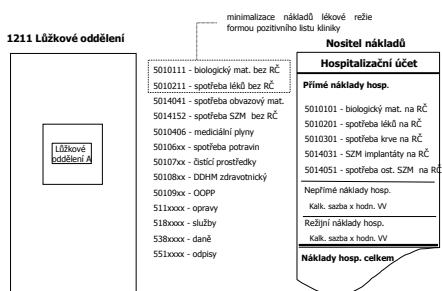 minimalizace nákladů lékové režie
formou pozitivního listu kliniky
1211 Lůžkové oddělení
Lůžkové
oddělení A
5010111 - biologický mat. bez RČ
5010211 - spotřeba léků bez RČ
5014041 - spotřeba obvazový mat.
5014152 - spotřeba SZM bez RČ
5010406 - mediciální plyny
50106xx - spotřeba potravin
50107xx - čistící prostředky
50108xx - DDHM zdravotnický
50109xx - OOPP
511xxxx - opravy
518xxxx - služby
538xxxx - daně
551xxxx - odpisy
Nositel nákladů
Hospitalizační účet
Přímé náklady hosp.
5010101 - biologický mat. na RČ
5010201 - spotřeba léků na RČ
5010301 - spotřeba krve na RČ
5014031 - SZM implantáty na RČ
5014051 - spotřeba ost. SZM na RČ
Nepřímé náklady hosp.
Kalk. sazba x hodn. VV
Režijní náklady hosp.
Kalk. sazba x hodn. VV
Náklady hosp. celkem